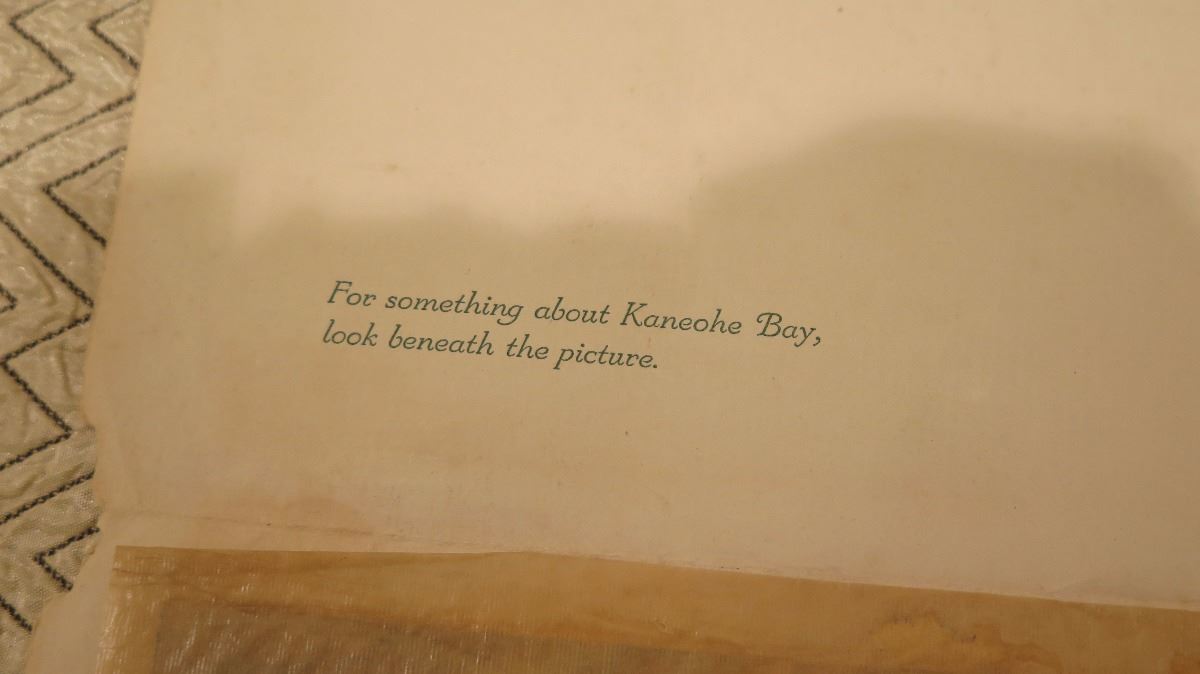 For something about Kaneohe Bay,
look beneath the picture.